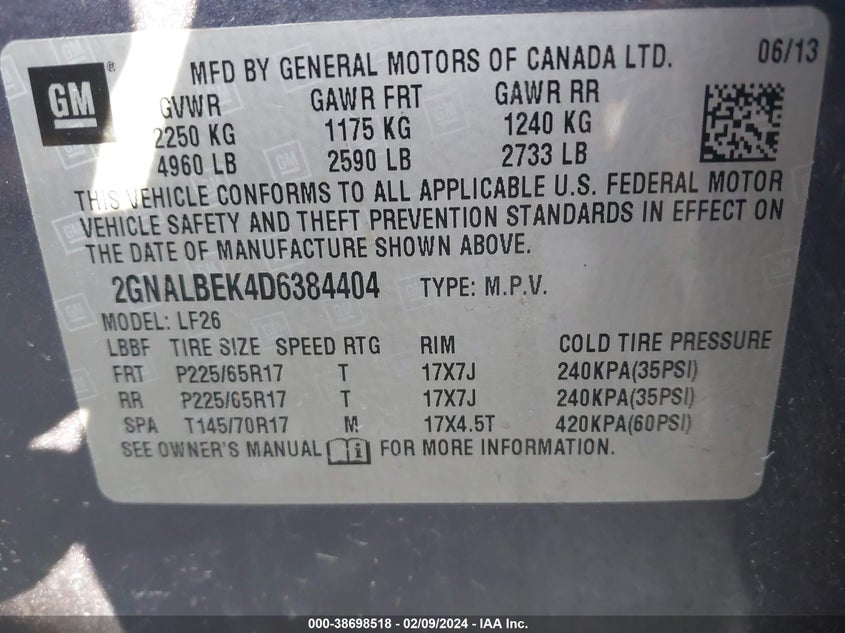 GM ®
MFD BY GENERAL MOTORS OF CANADA LTD. 06/13
GVWR GAWR FRT GAWR RR
2250 KG 1175 KG 1240 KG
4960 LB 2590 LB 2733 LB
THIS VEHICLE CONFORMS TO ALL APPLICABLE U.S. FEDERAL MOTOR
VEHICLE SAFETY AND THEFT PREVENTION STANDARDS IN EFFECT ON
THE DATE OF MANUFACTURE SHOWN ABOVE.
2GNALBEK4D6384404 TYPE: M.P.V.
MODEL: LF26
LBBF TIRE SIZE SPEED RTG RIM COLD TIRE PRESSURE
FRT P225/65R17 T 17X7J 240KPA(35PSI)
RR P225/65R17 T 17X7J 240KPA(35PSI)
SPA T145/70R17 M 17X4.5T 420KPA(60PSI)
SEE OWNER'S MANUAL FOR MORE INFORMATION.
000-38698518 - 02/09/2024 - IAA Inc.